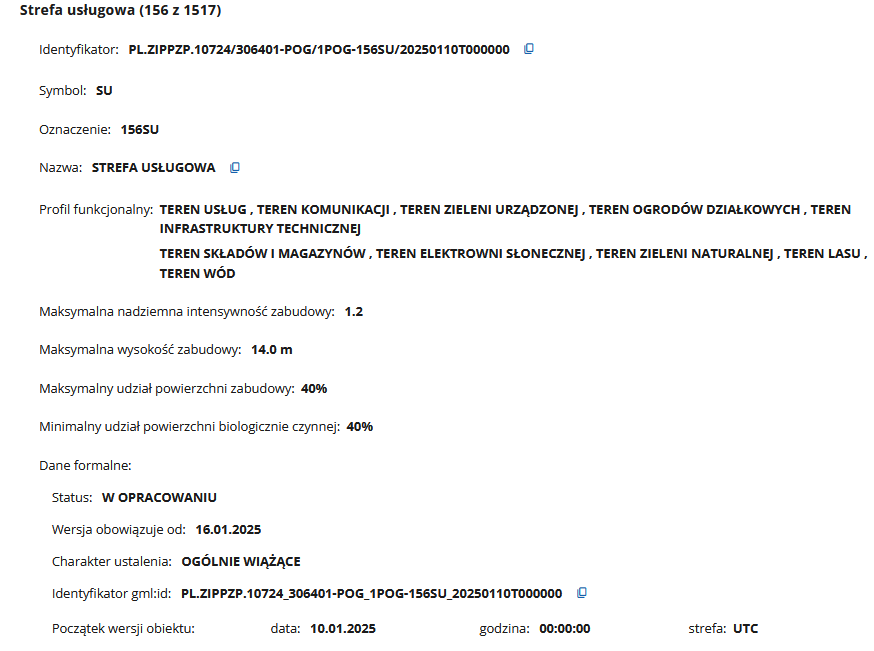 Strefa usługowa (156 z 1517)
Identyfikator: PL.ZIPPZP.10724/306401-POG/1POG-156SU/20250110T000000
Symbol: SU
Oznaczenie: 156SU
Nazwa: STREFA USŁUGOWA
Profil funkcjonalny: TEREN USŁUG , TEREN KOMUNIKACJI , TEREN ZIELENI URZĄDZONEJ , TEREN OGRODÓW DZIAŁKOWYCH , TEREN
INFRASTRUKTURY TECHNICZNEJ
TEREN SKŁADÓW I MAGAZYNÓW , TEREN ELEKTROWNI SŁONECZNEJ , TEREN ZIELENI NATURALNEJ , TEREN LASU ,
TEREN WÓD
Maksymalna nadziemna intensywność zabudowy: 1.2
Maksymalna wysokość zabudowy: 14.0 m
Maksymalny udział powierzchni zabudowy: 40%
Minimalny udział powierzchni biologicznie czynnej: 40%
Dane formalne:
Status: W OPRACOWANIU
Wersja obowiązuje od: 16.01.2025
Charakter ustalenia: OGÓLNIE WIĄŻĄCE
Identyfikator gml:id: PL.ZIPPZP.10724_306401-POG_1POG-156SU_20250110T000000
Początek wersji obiektu: data: 10.01.2025 godzina: 00:00:00 strefa: UTC